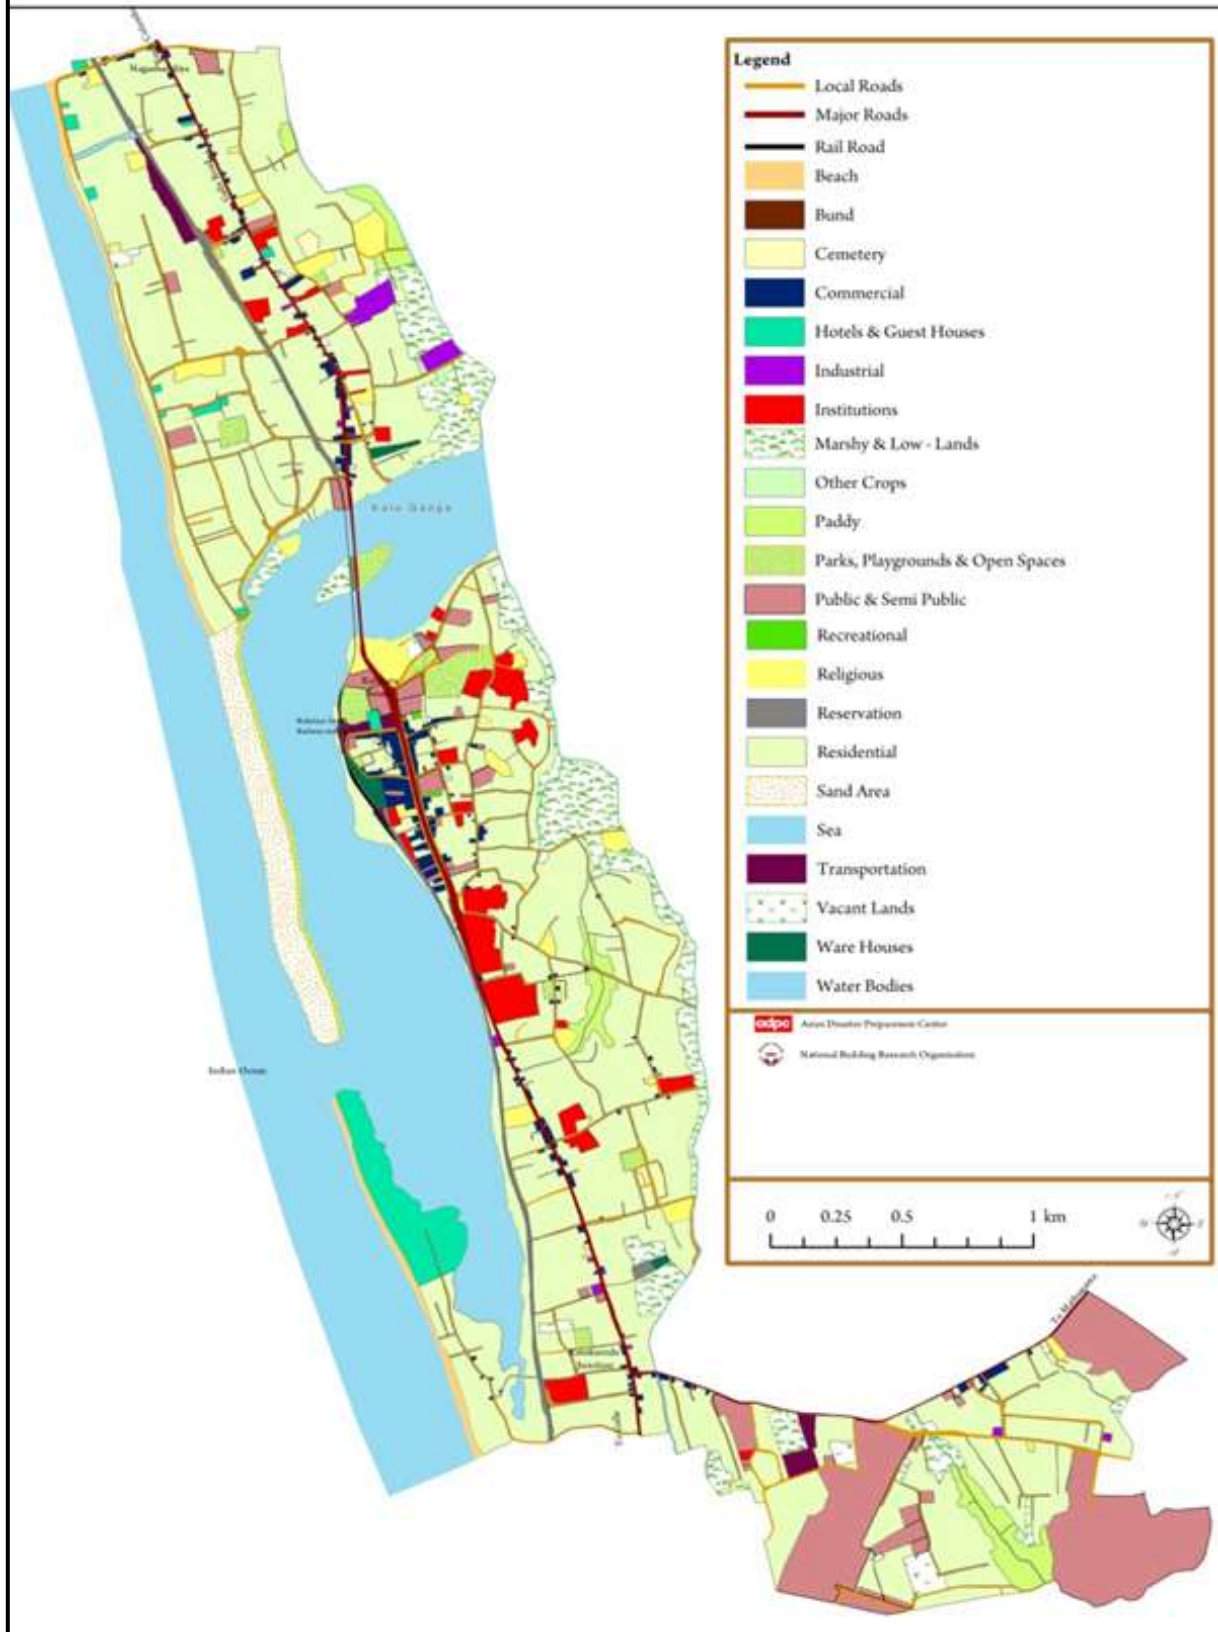 Legend
Local Roads
Major Roads
Rail Road
Beach
Bund
Cemetery
Commercial
Hotels & Guest Houses
Industrial
Institutions
Marshy & Low - Lands
Other Crops
Paddy
Parks, Playgrounds & Open Spaces
Public & Semi Public
Recreational
Religious
Reservation
Residential
Sand Area
Sea
Transportation
Vacant Lands
Ware Houses
Water Bodies
adpc Asian Disaster Preparedness Center
National Building Research Organisation
0 0.25 0.5 1 km
Kalu Ganga
Indian Ocean
Junction